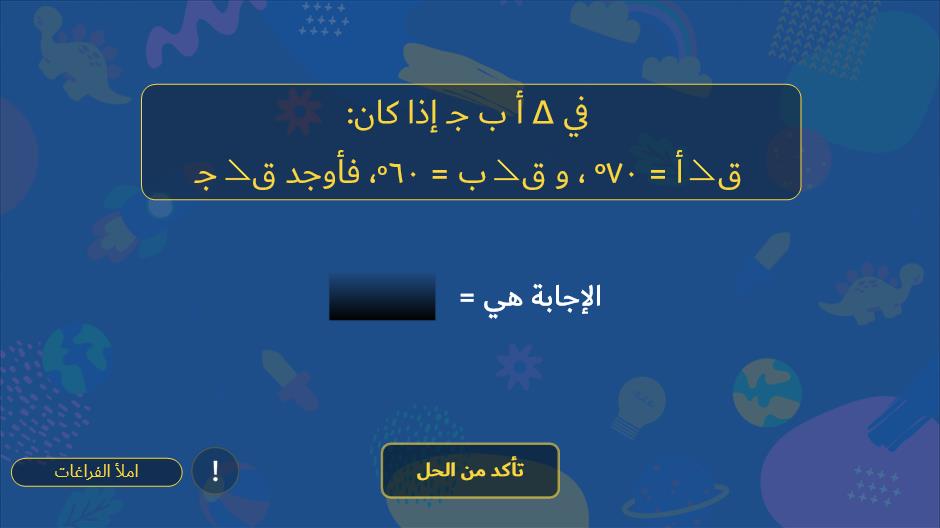 في Δ أ ب جـ إذا كان:
ق⦣أ = ٧٠° ، و ق⦣ب = ٦٠°، فأوجد ق⦣جـ
الإجابة هي =
تأكد من الحل
!
املأ الفراغات